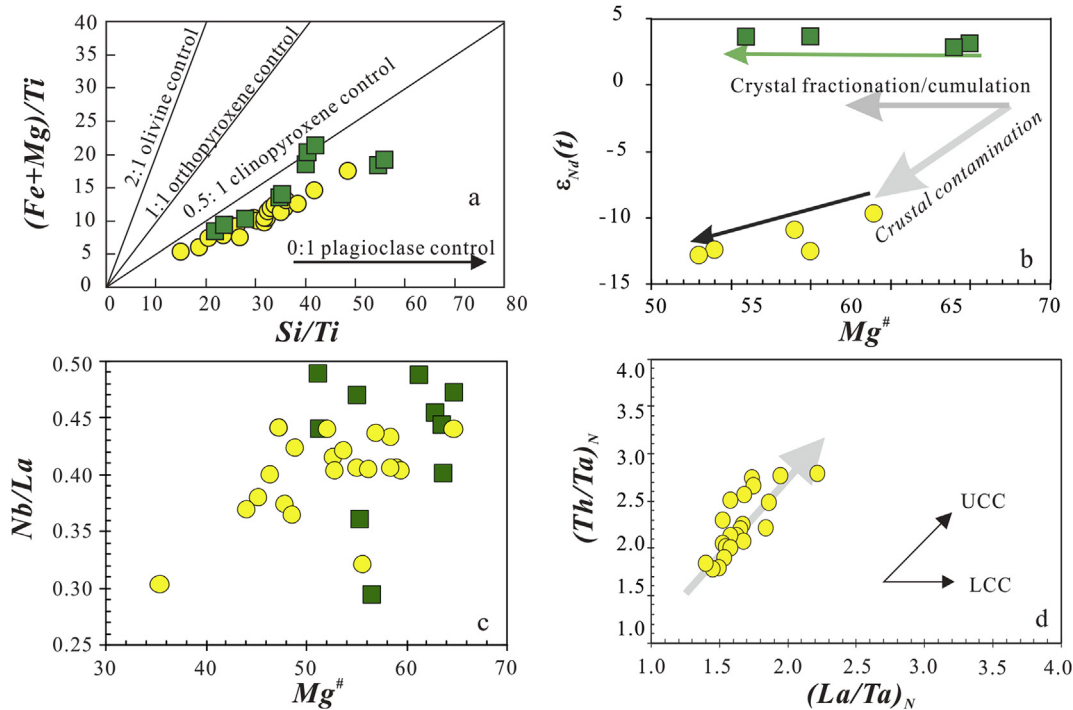 40
35
30
25
20
15
10
5
0
(Fe+Mg)/Ti
2:1 olivine control
1:1 orthopyroxene control
0.5:1 clinopyroxene control
a
0:1 plagioclase control
0 10 20 30 40 50 60 70 80
Si/Ti
5
0
-5
-10
-15
εNd(t)
Crystal fractionation/cumulation
Crustal contamination
b
50 55 60 65 70
Mg#
0.50
0.45
0.40
0.35
0.30
0.25
Nb/La
c
30 40 50 60 70
Mg#
4.0
3.5
3.0
2.5
2.0
1.5
1.0
(Th/Ta)N
UCC
LCC
d
1.0 1.5 2.0 2.5 3.0 3.5 4.0
(La/Ta)N